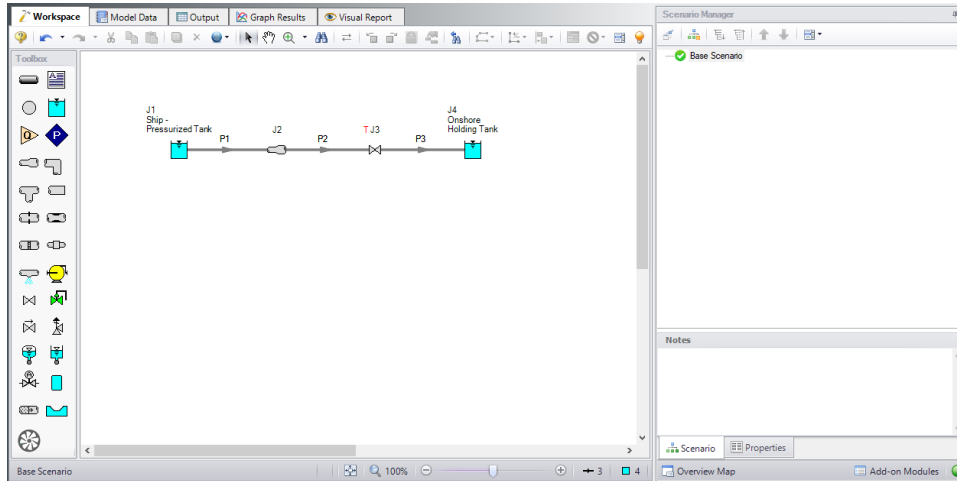 Workspace
Model Data
Output
Graph Results
Visual Report
Scenario Manager
Toolbox
Base Scenario
J1
Ship -
Pressurized Tank
P1
J2
P2
T J3
P3
J4
Onshore
Holding Tank
Q
P
Notes
Scenario
Properties
Base Scenario
100%
3
4
Overview Map
Add-on Modules